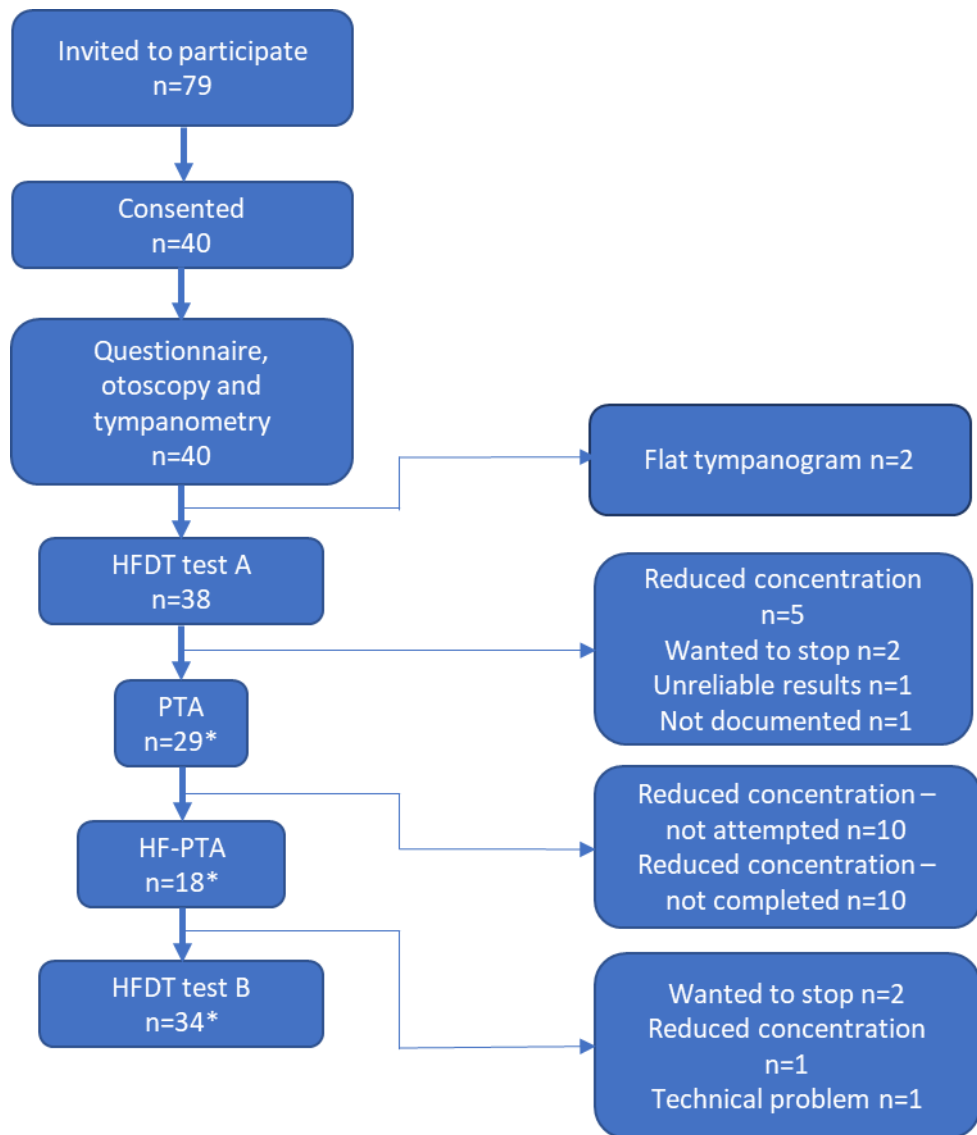 Invited to participate
n=79
Consented
n=40
Questionnaire,
otoscopy and
tympanometry
n=40
Flat tympanogram n=2
HFDT test A
n=38
Reduced concentration
n=5
Wanted to stop n=2
Unreliable results n=1
Not documented n=1
PTA
n=29*
Reduced concentration –
not attempted n=10
Reduced concentration –
not completed n=10
HF-PTA
n=18*
HFDT test B
n=34*
Wanted to stop n=2
Reduced concentration
n=1
Technical problem n=1